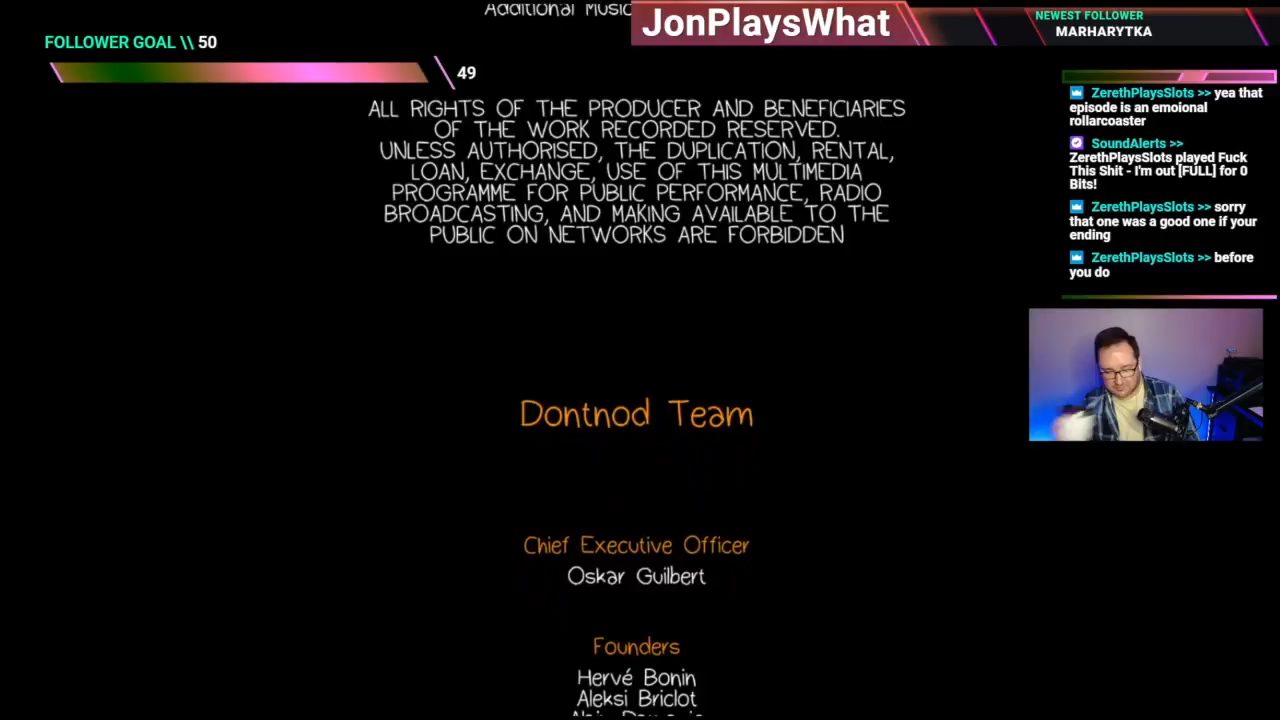 Additional Music
JonPlaysWhat
NEWEST FOLLOWER
MARHARYTKA
FOLLOWER GOAL \\ 50
49
ALL RIGHTS OF THE PRODUCER AND BENEFICIARIES
OF THE WORK RECORDED RESERVED.
UNLESS AUTHORISED, THE DUPLICATION, RENTAL,
LOAN, EXCHANGE, USE OF THIS MULTIMEDIA
PROGRAMME FOR PUBLIC PERFORMANCE, RADIO
BROADCASTING, AND MAKING AVAILABLE TO THE
PUBLIC ON NETWORKS ARE FORBIDDEN
Dontnod Team
Chief Executive Officer
Oskar Guilbert
Founders
Hervé Bonin
Aleksi Briclot
ZerethPlaysSlots >> yea that
episode is an emoional
rollarcoaster
SoundAlerts >>
ZerethPlaysSlots played Fuck
This Shit - I'm out [FULL] for 0
Bits!
ZerethPlaysSlots >> sorry
that one was a good one if your
ending
ZerethPlaysSlots >> before
you do